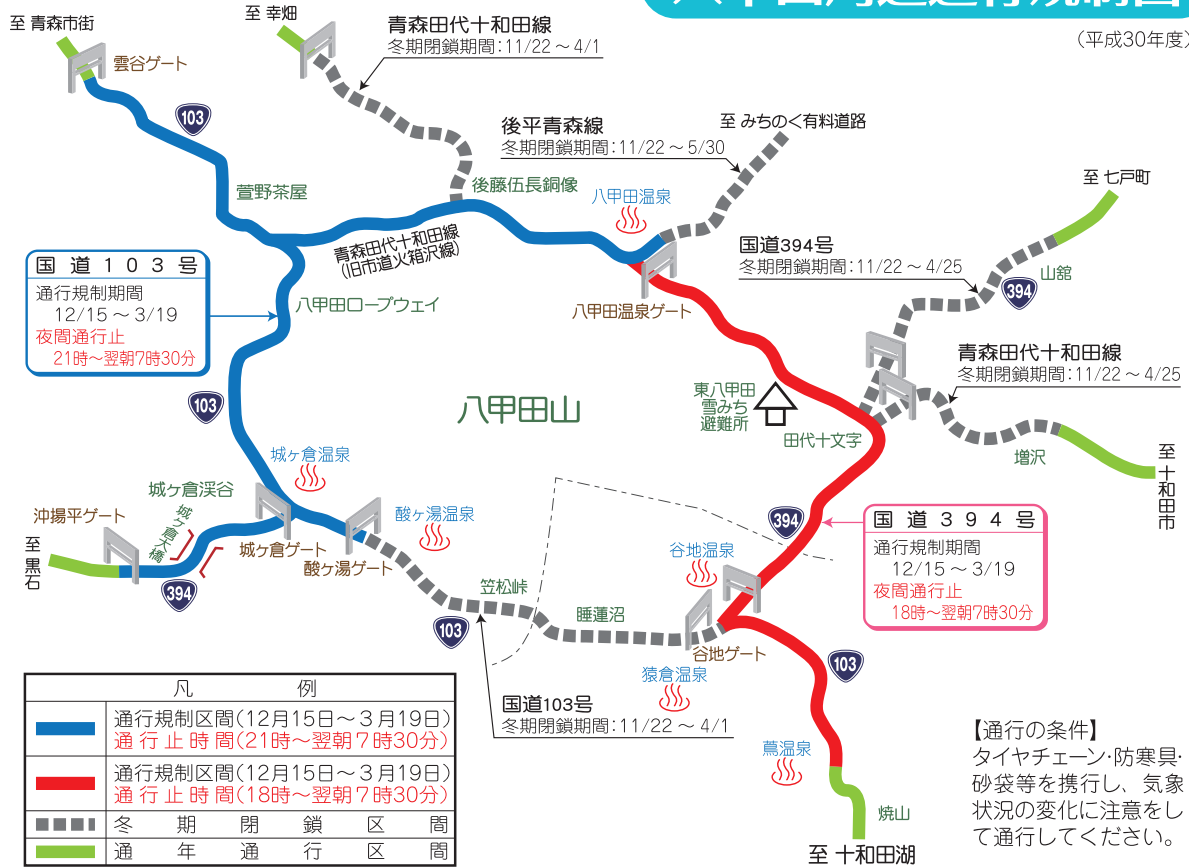 八甲田周辺通行規制図
(平成30年度)
至 青森市街
至 幸畑
青森田代十和田線
冬期閉鎖期間:11/22～4/1
雲谷ゲート
103
後平青森線
冬期閉鎖期間:11/22～5/30
至 みちのく有料道路
至 七戸町
萱野茶屋
後藤伍長銅像
八甲田温泉
青森田代十和田線
(旧市道火箱沢線)
国道394号
冬期閉鎖期間:11/22～4/25
山舘
394
国道103号
通行規制期間
12/15～3/19
夜間通行止
21時～翌朝7時30分
八甲田ロープウェイ
八甲田温泉ゲート
青森田代十和田線
冬期閉鎖期間:11/22～4/25
103
八甲田山
東八甲田
雪みち
避難所
田代十文字
増沢
至 十和田市
城ヶ倉温泉
城ヶ倉渓谷
沖揚平ゲート
城ヶ倉大橋
至 黒石
394
城ヶ倉ゲート
酸ヶ湯温泉
酸ヶ湯ゲート
394
国道394号
通行規制期間
12/15～3/19
夜間通行止
18時～翌朝7時30分
谷地温泉
笠松峠
睡蓮沼
103
谷地ゲート
103
猿倉温泉
国道103号
冬期閉鎖期間:11/22～4/1
蔦温泉
焼山
至 十和田湖
凡例
通行規制区間(12月15日～3月19日)
通行止時間(21時～翌朝7時30分)
通行規制区間(12月15日～3月19日)
通行止時間(18時～翌朝7時30分)
冬期閉鎖区間
通年通行区間
【通行の条件】
タイヤチェーン･防寒具･
砂袋等を携行し、気象
状況の変化に注意をし
て通行してください。